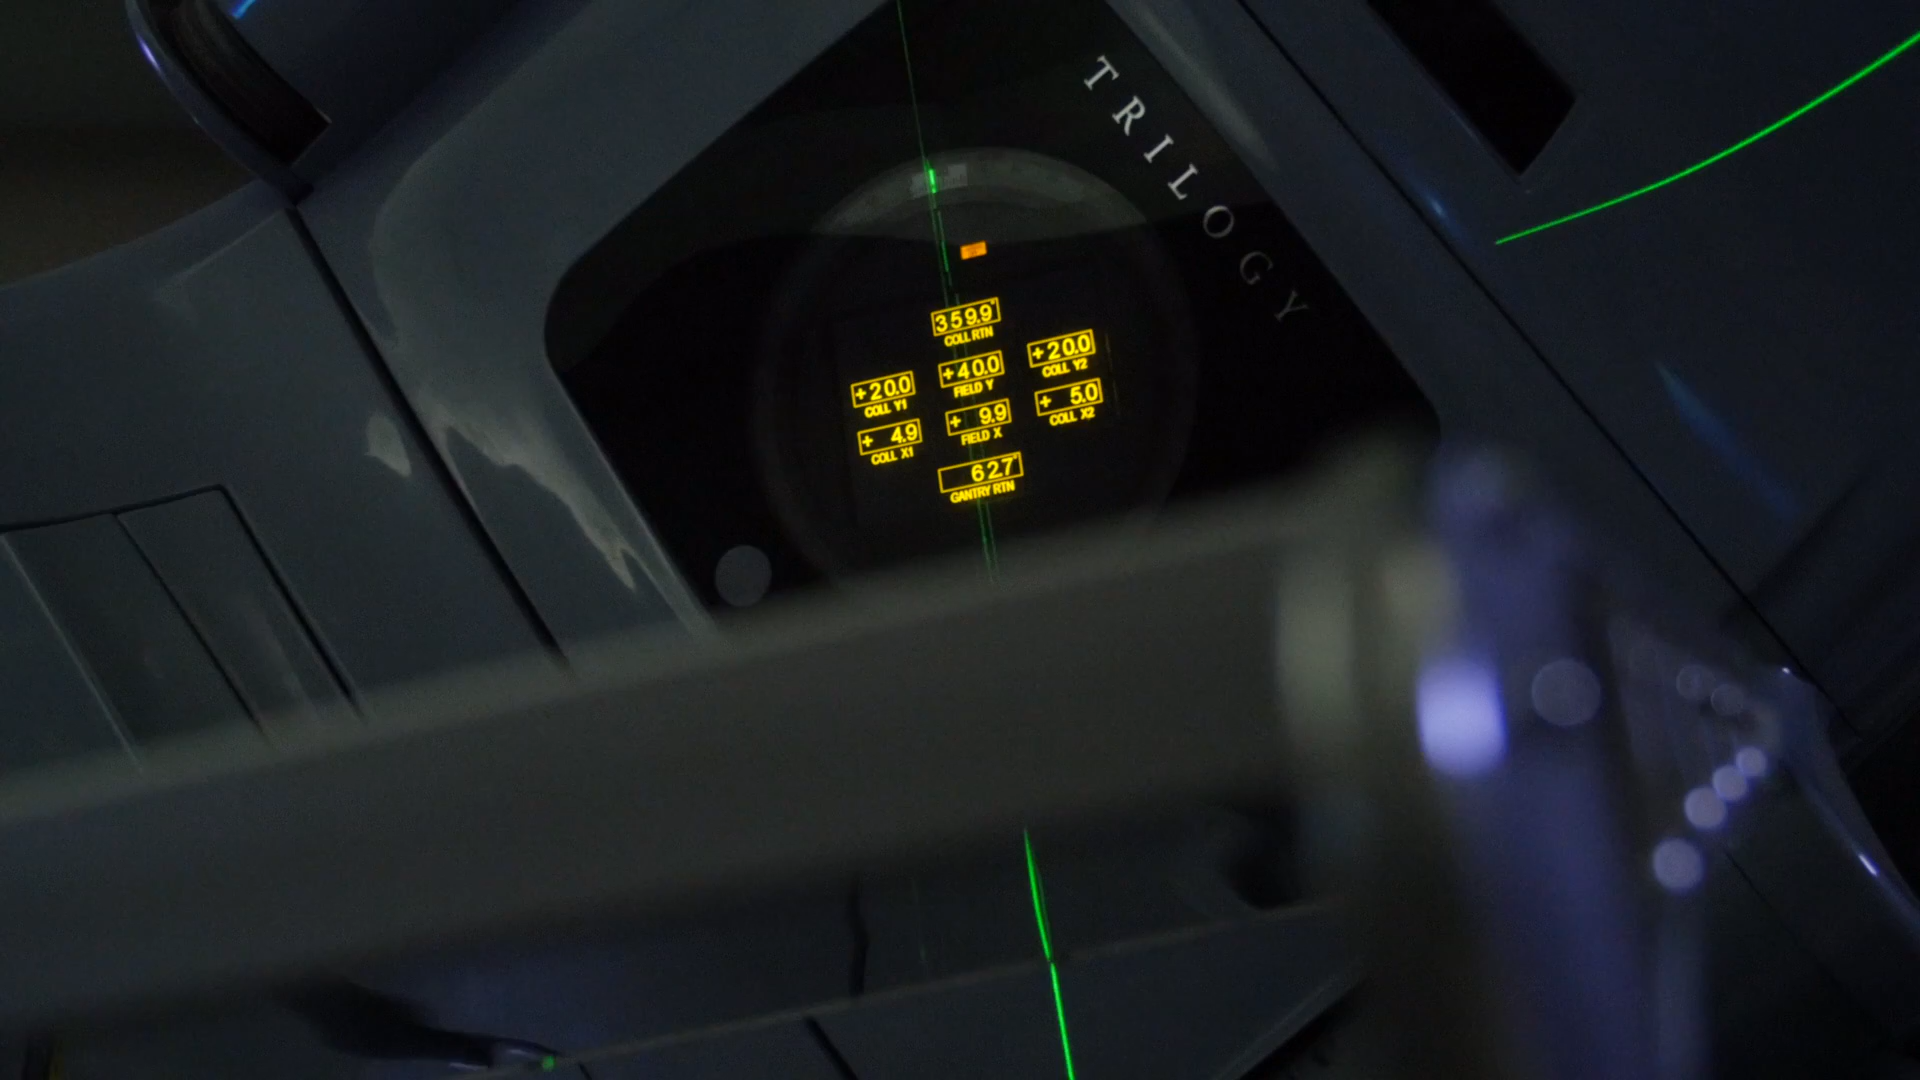 TRILOGY
359.9°
COLL RTN
+20.0
COLL Y1
+40.0
FIELD Y
+20.0
COLL Y2
+ 4.9
COLL X1
+ 9.9
FIELD X
+ 5.0
COLL X2
62.7°
GANTRY RTN